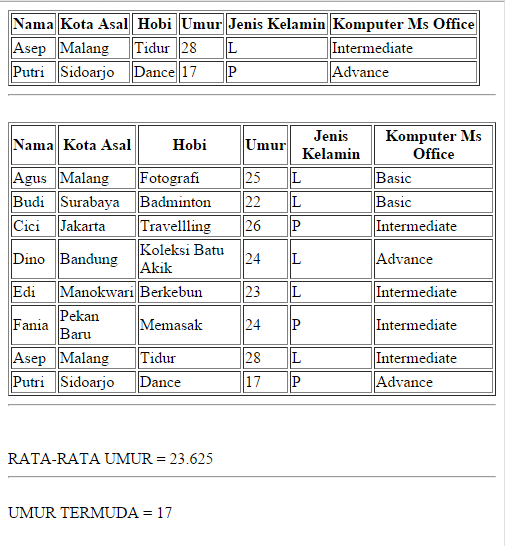 Nama Kota Asal Hobi Umur Jenis Kelamin Komputer Ms Office
Asep Malang Tidur 28 L Intermediate
Putri Sidoarjo Dance 17 P Advance
Nama Kota Asal Hobi Umur Jenis Kelamin Komputer Ms Office
Agus Malang Fotografi 25 L Basic
Budi Surabaya Badminton 22 L Basic
Cici Jakarta Travellling 26 P Intermediate
Dino Bandung Koleksi Batu Akik 24 L Advance
Edi Manokwari Berkebun 23 L Intermediate
Fania Pekan Baru Memasak 24 P Intermediate
Asep Malang Tidur 28 L Intermediate
Putri Sidoarjo Dance 17 P Advance
RATA-RATA UMUR = 23.625
UMUR TERMUDA = 17